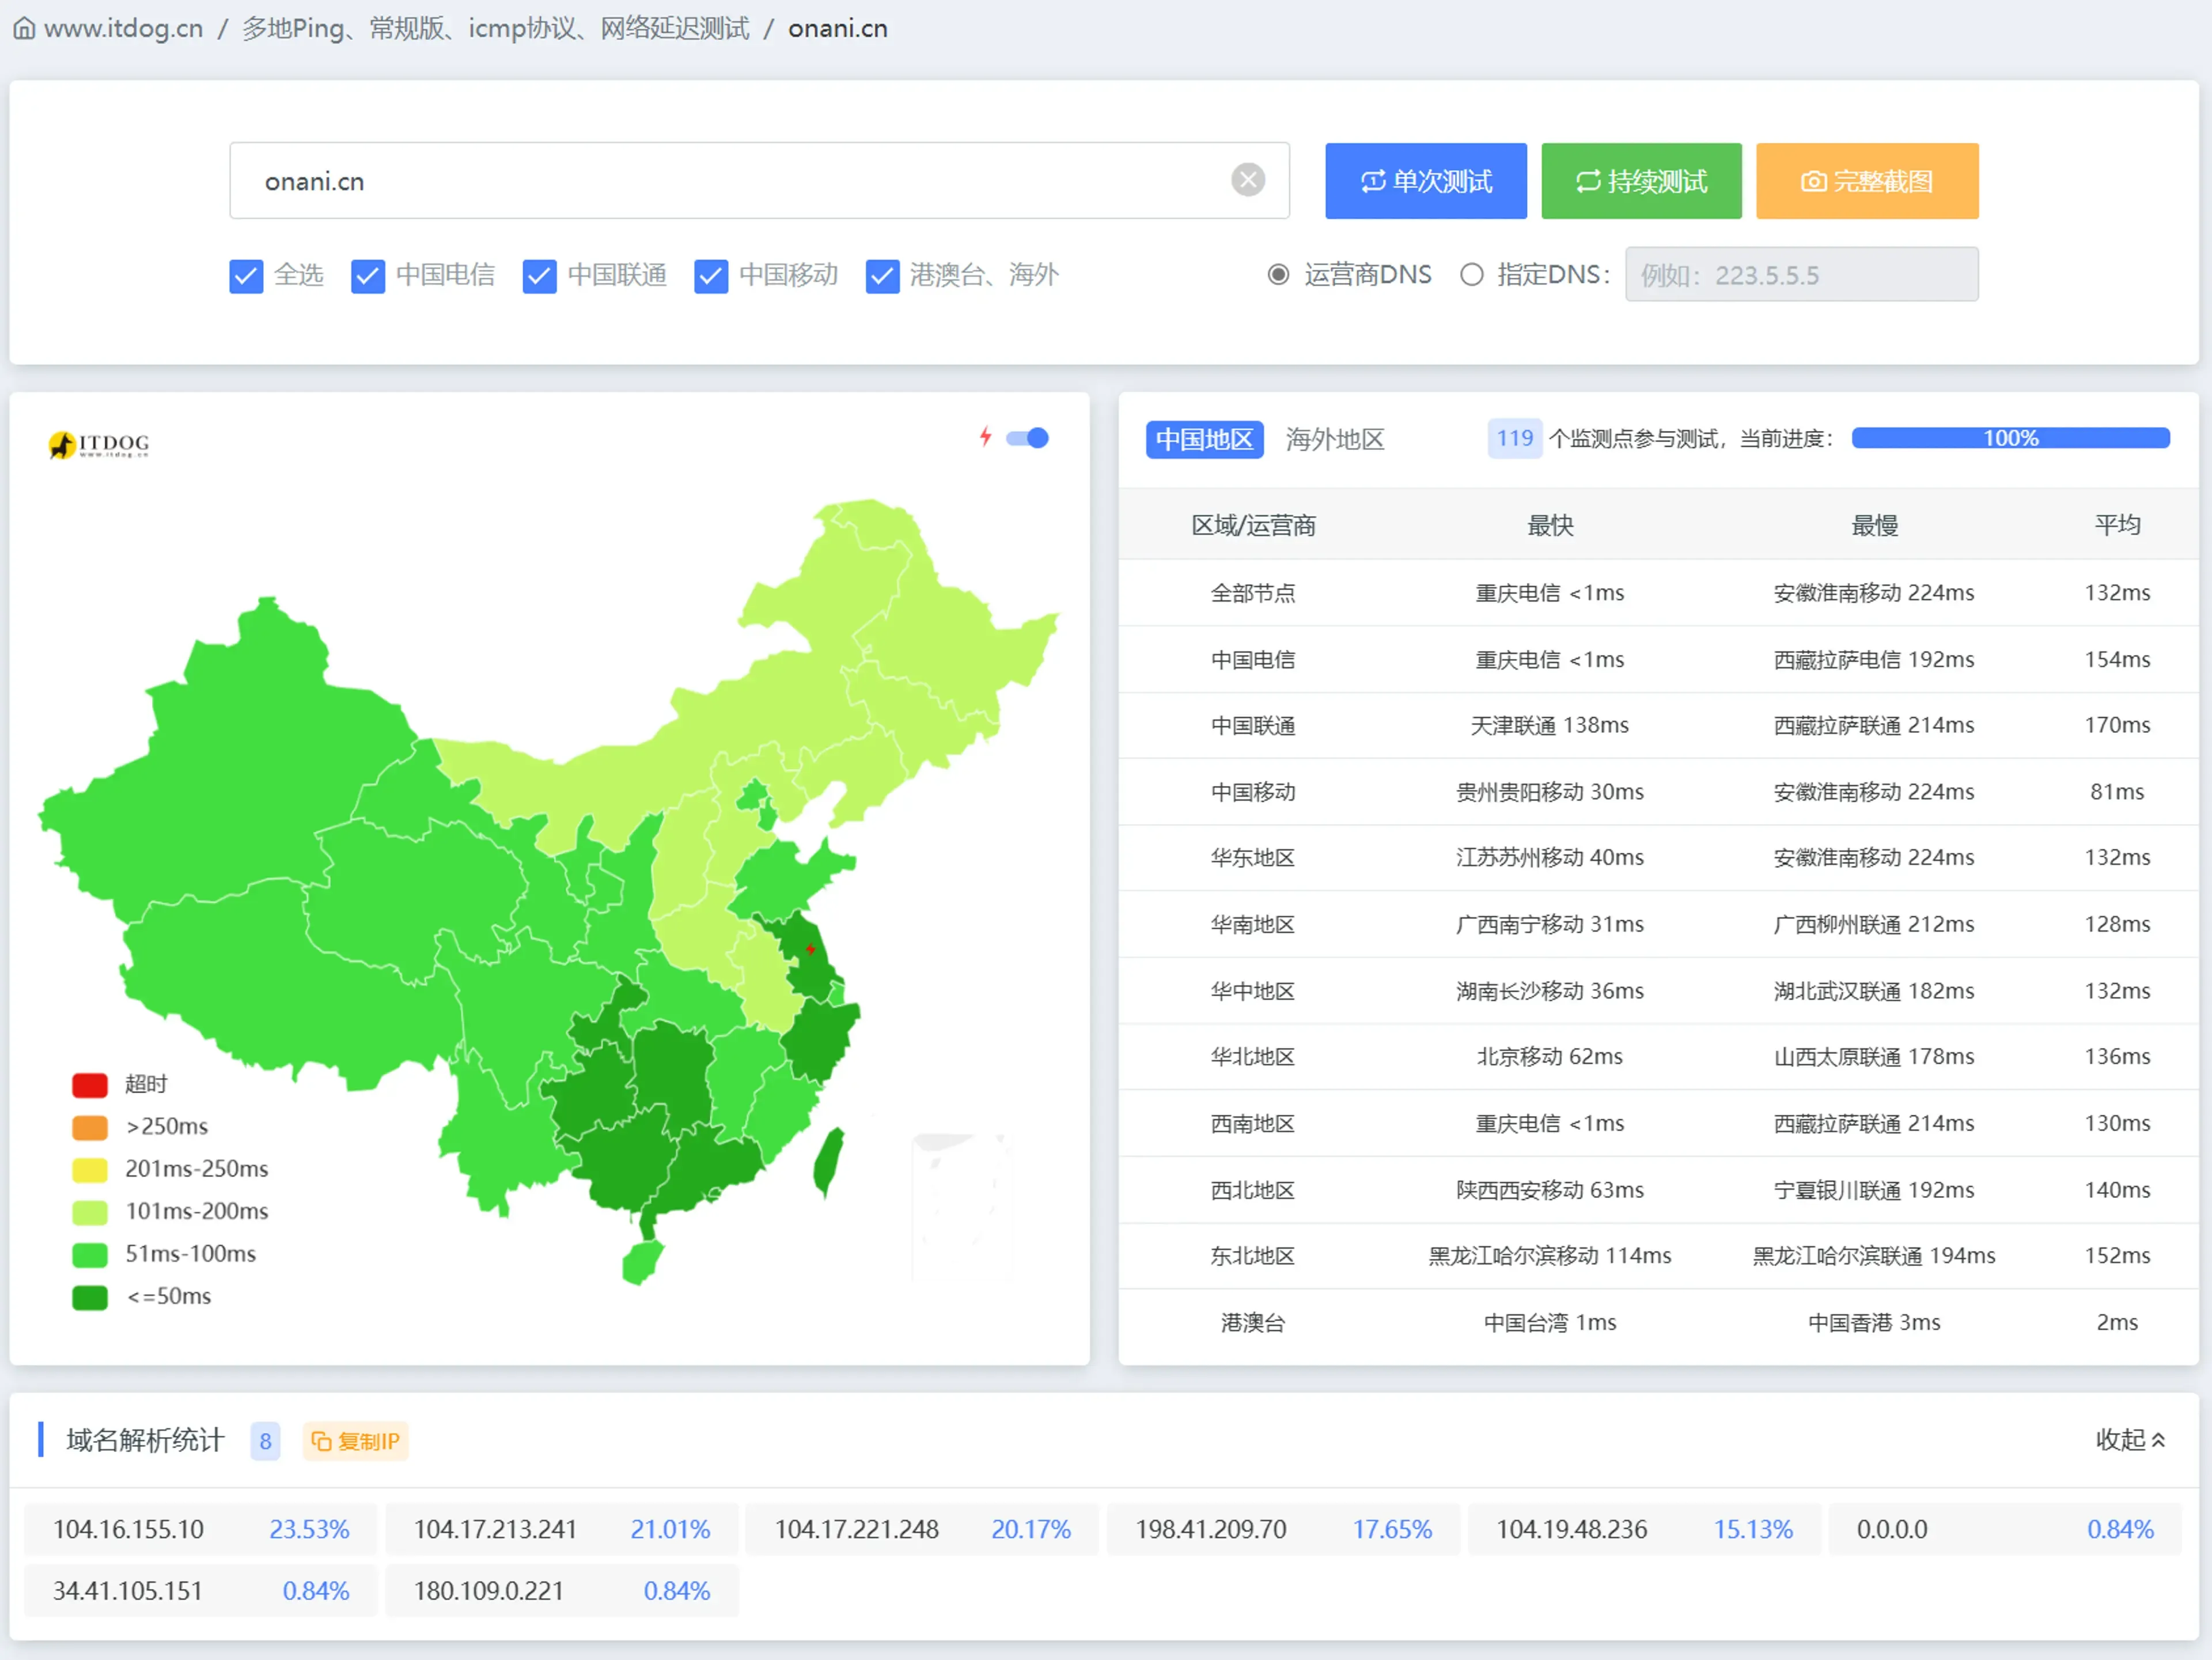 www.itdog.cn / 多地Ping、常规版、icmp协议、网络延迟测试 / onani.cn
onani.cn
单次测试
持续测试
完整截图
全选 中国电信 中国联通 中国移动 港澳台、海外
运营商DNS 指定DNS： 例如：223.5.5.5
ITDOG
www.itdog.cn
超时
>250ms
201ms-250ms
101ms-200ms
51ms-100ms
<=50ms
中国地区 海外地区 119 个监测点参与测试，当前进度： 100%
区域/运营商 最快 最慢 平均
全部节点 重庆电信 <1ms 安徽淮南移动 224ms 132ms
中国电信 重庆电信 <1ms 西藏拉萨电信 192ms 154ms
中国联通 天津联通 138ms 西藏拉萨联通 214ms 170ms
中国移动 贵州贵阳移动 30ms 安徽淮南移动 224ms 81ms
华东地区 江苏苏州移动 40ms 安徽淮南移动 224ms 132ms
华南地区 广西南宁移动 31ms 广西柳州联通 212ms 128ms
华中地区 湖南长沙移动 36ms 湖北武汉联通 182ms 132ms
华北地区 北京移动 62ms 山西太原联通 178ms 136ms
西南地区 重庆电信 <1ms 西藏拉萨联通 214ms 130ms
西北地区 陕西西安移动 63ms 宁夏银川联通 192ms 140ms
东北地区 黑龙江哈尔滨移动 114ms 黑龙江哈尔滨联通 194ms 152ms
港澳台 中国台湾 1ms 中国香港 3ms 2ms
域名解析统计 8 复制IP 收起
104.16.155.10 23.53% 104.17.213.241 21.01% 104.17.221.248 20.17% 198.41.209.70 17.65% 104.19.48.236 15.13% 0.0.0.0 0.84%
34.41.105.151 0.84% 180.109.0.221 0.84%